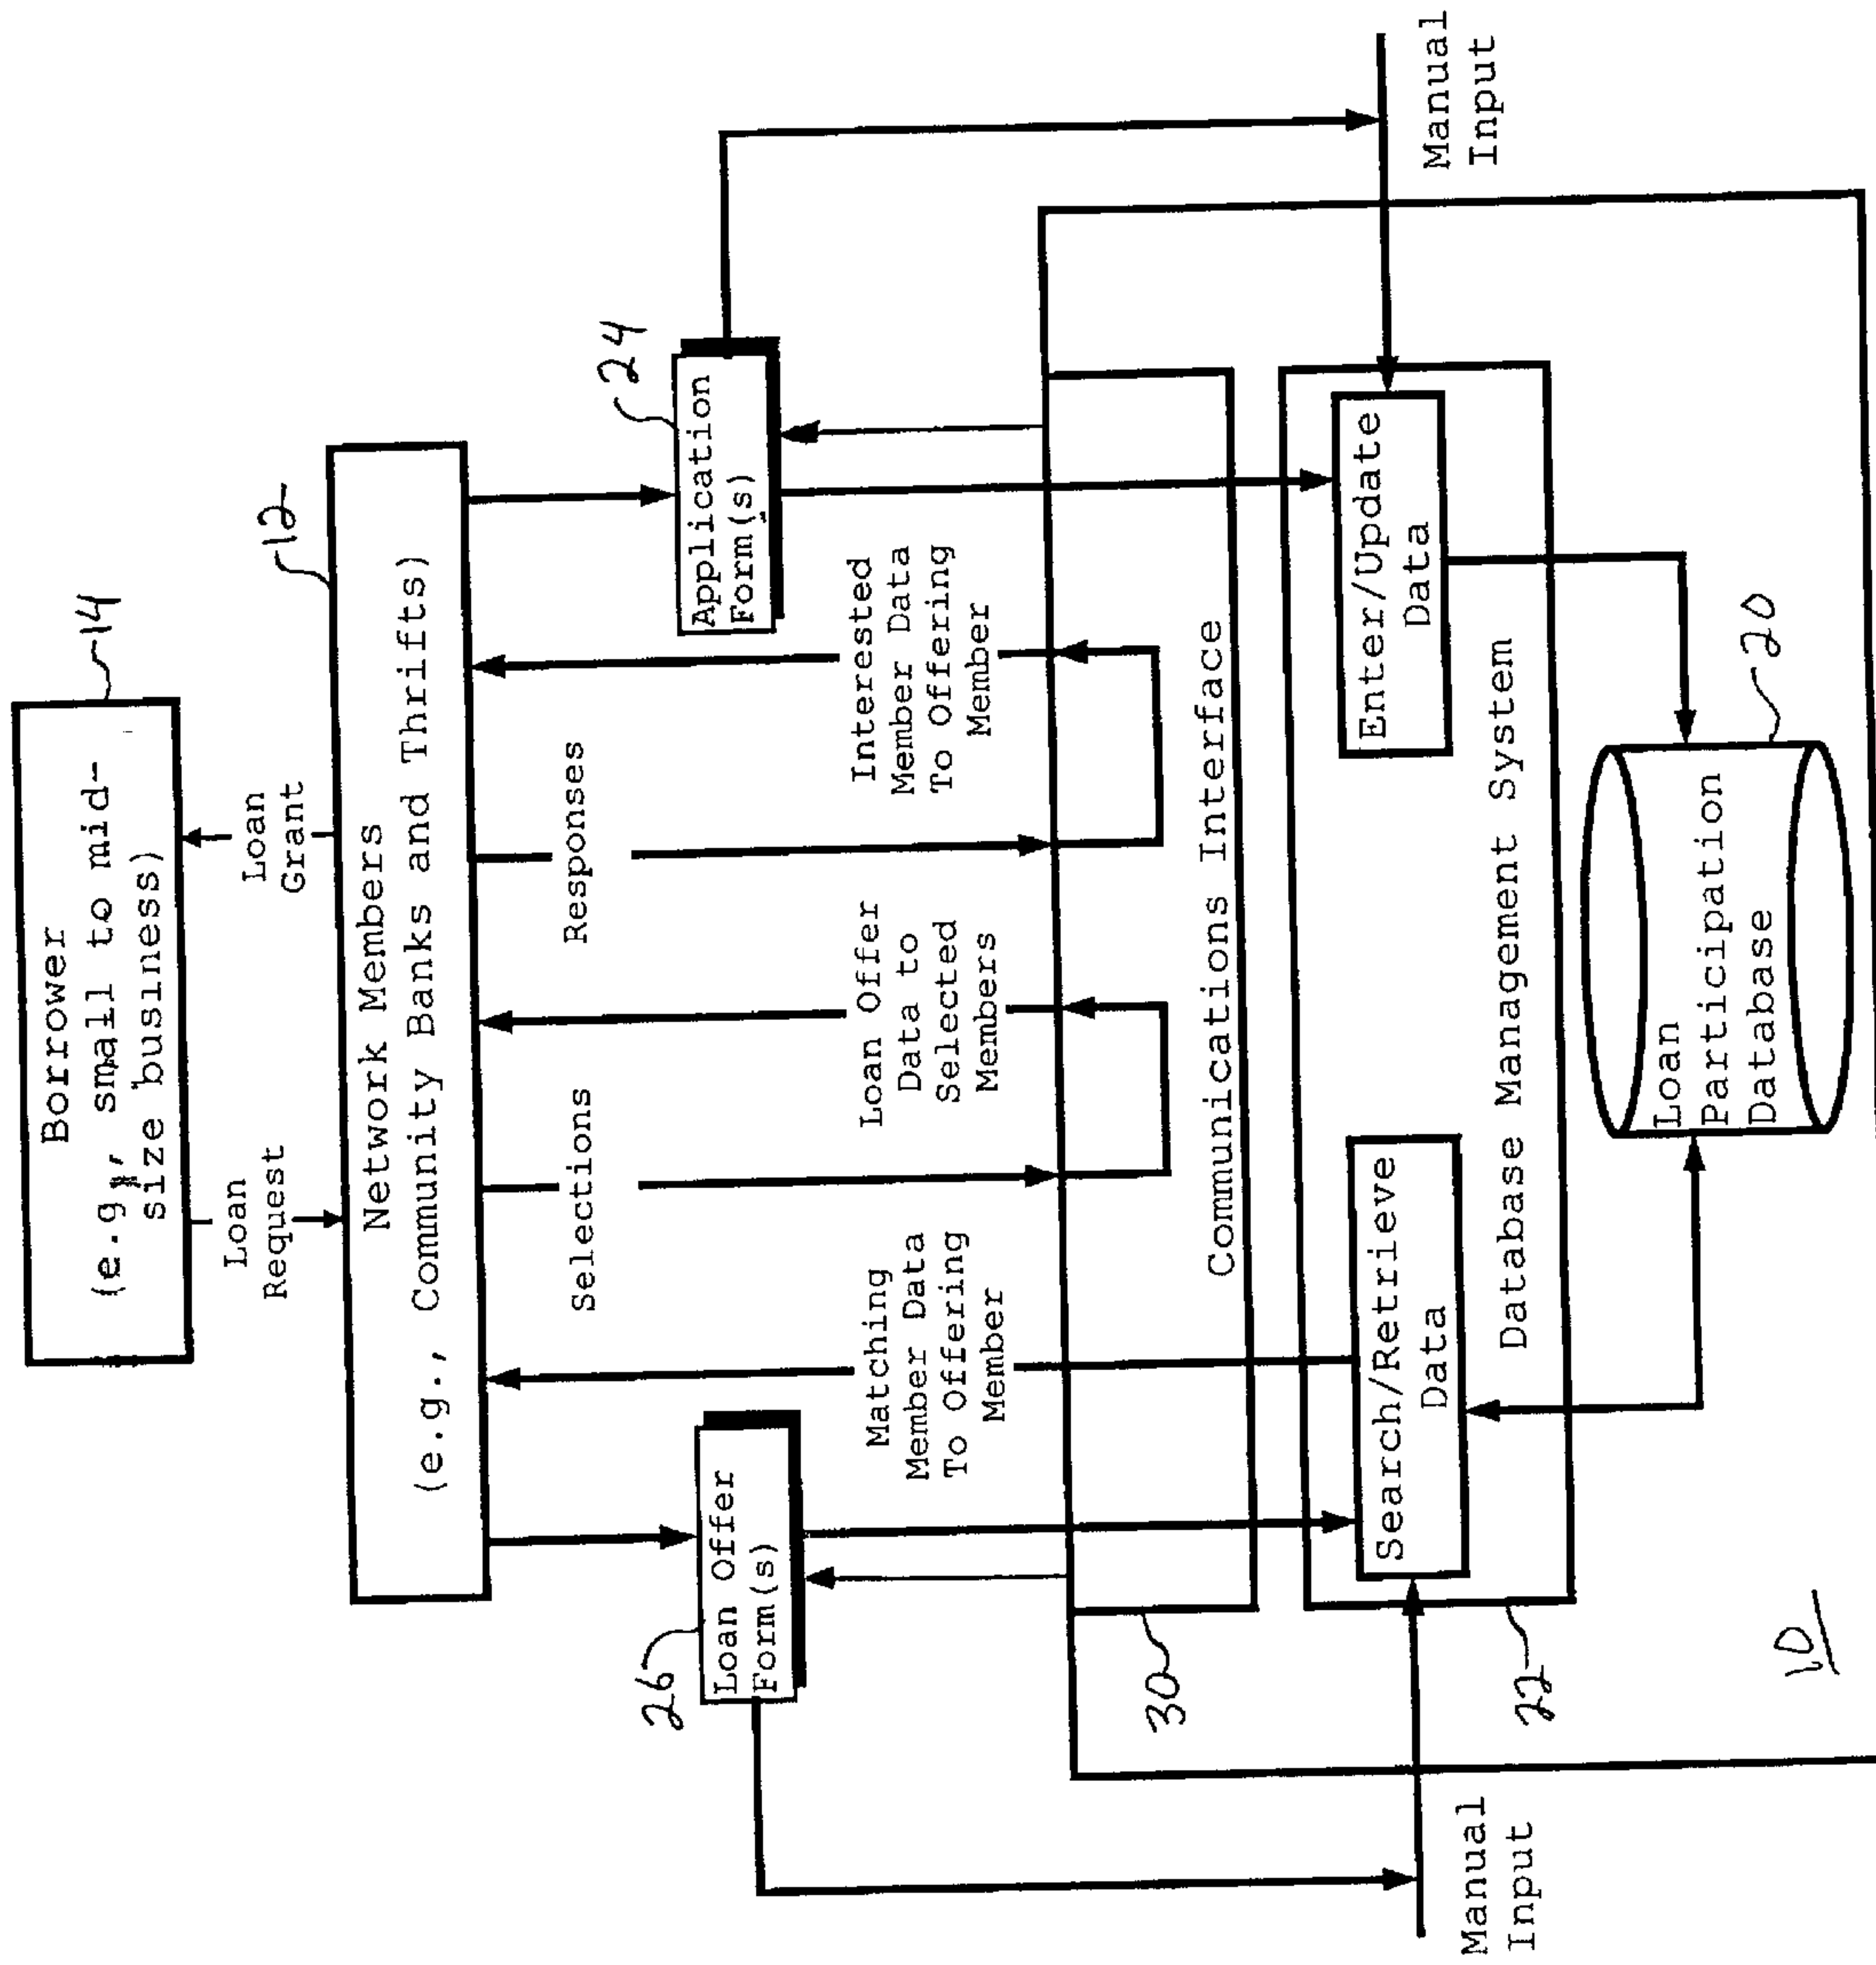 Borrower
(e.g., small to mid-
size business)
14
Loan
Request
Loan
Grant
12
Network Members
(e.g., Community Banks and Thrifts)
Selections
Responses
26
Loan Offer
Form(s)
24
Application
Form(s)
Matching
Member Data
To Offering
Member
Loan Offer
Data to
Selected
Members
Interested
Member Data
To Offering
Member
30
Communications Interface
Manual
Input
Search/Retrieve
Data
Enter/Update
Data
Manual
Input
22
Database Management System
Loan
Participation
Database
20
10